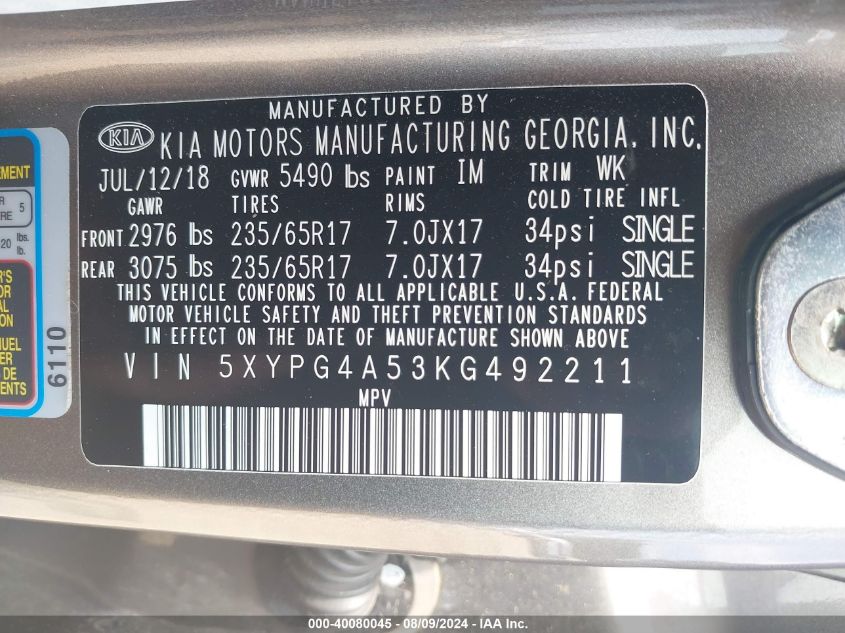 MANUFACTURED BY
KIA KIA MOTORS MANUFACTURING GEORGIA, INC.
JUL/12/18 GVWR 5490 lbs PAINT IM TRIM WK
GAWR TIRES RIMS COLD TIRE INFL
FRONT 2976 lbs 235/65R17 7.0JX17 34psi SINGLE
REAR 3075 lbs 235/65R17 7.0JX17 34psi SINGLE
THIS VEHICLE CONFORMS TO ALL APPLICABLE U.S.A. FEDERAL
MOTOR VEHICLE SAFETY AND THEFT PREVENTION STANDARDS
IN EFFECT ON THE DATE OF MANUFACTURE SHOWN ABOVE
VIN 5XYPG4A53KG492211
MPV
5
lbs.
lb.
DE
6110
000-40080045 - 08/09/2024 - IAA Inc.